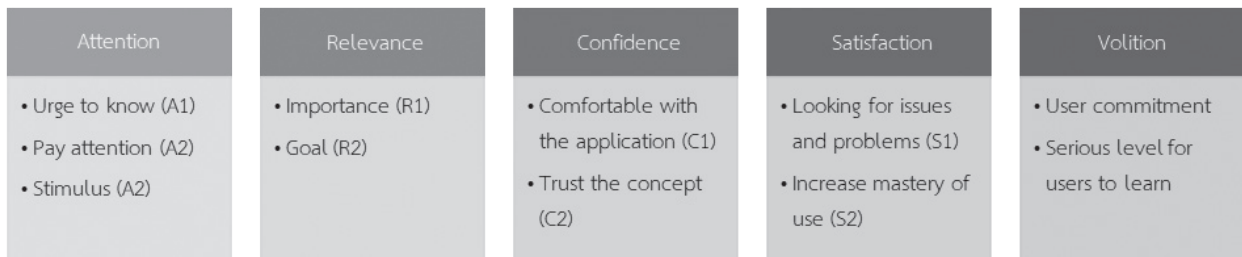 Attention
• Urge to know (A1)
• Pay attention (A2)
• Stimulus (A2)
Relevance
• Importance (R1)
• Goal (R2)
Confidence
• Comfortable with
the application (C1)
• Trust the concept
(C2)
Satisfaction
• Looking for issues
and problems (S1)
• Increase mastery of
use (S2)
Volition
• User commitment
• Serious level for
users to learn